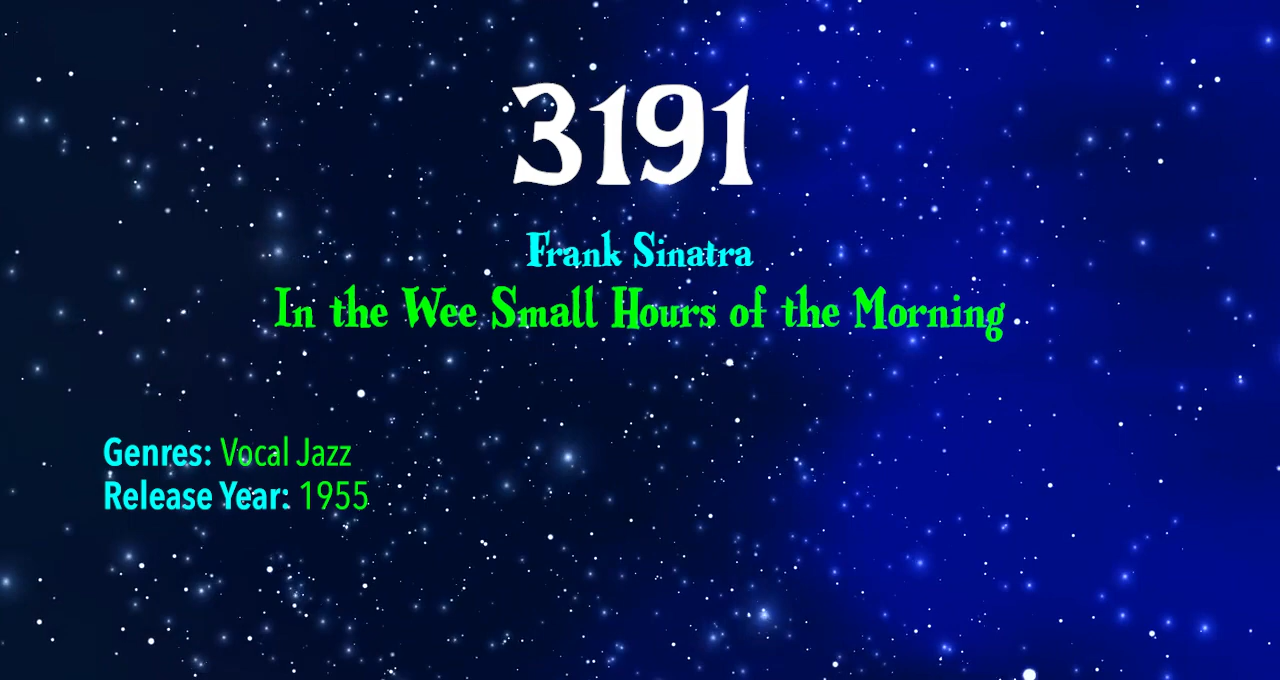 3191
Frank Sinatra
In the Wee Small Hours of the Morning
Genres: Vocal Jazz
Release Year: 1955